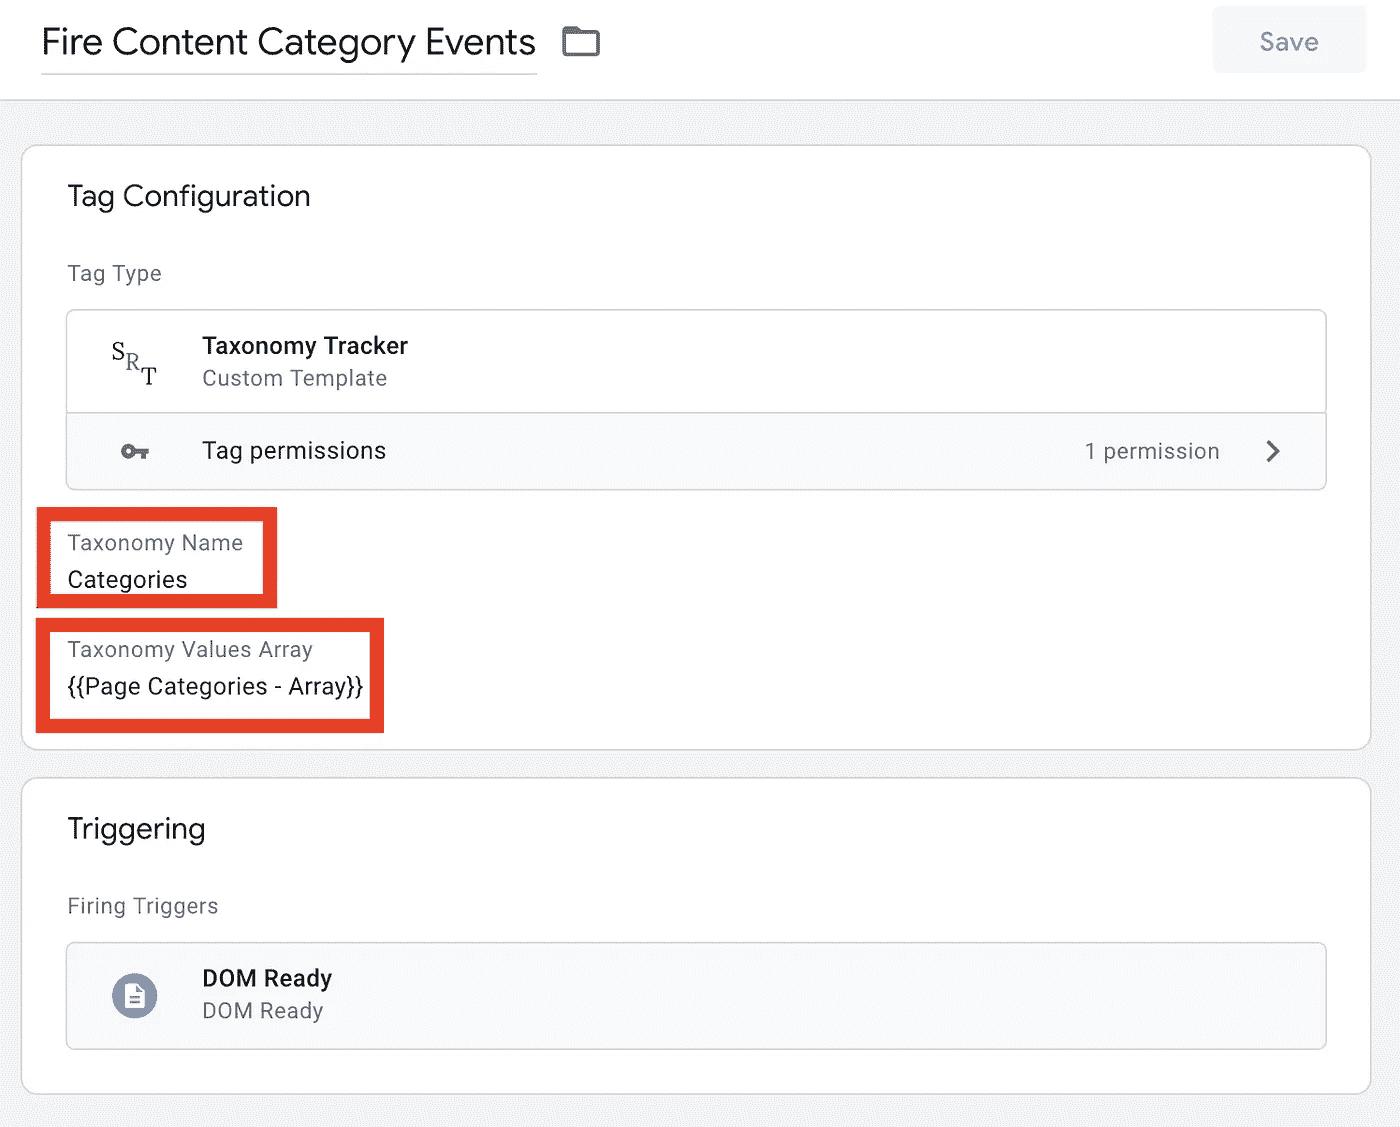 Fire Content Category Events
Save
Tag Configuration
Tag Type
SRT
Taxonomy Tracker
Custom Template
Tag permissions
1 permission
Taxonomy Name
Categories
Taxonomy Values Array
{{Page Categories - Array}}
Triggering
Firing Triggers
DOM Ready
DOM Ready